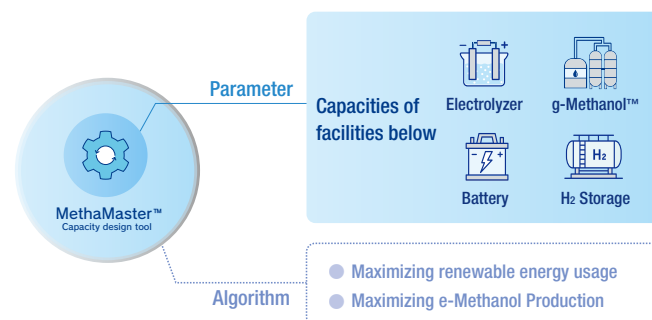 Parameter
Capacities of
facilities below
Electrolyzer
g-Methanol™
- +
Battery
H2
H2 Storage
MethaMaster™
Capacity design tool
Algorithm
Maximizing renewable energy usage
Maximizing e-Methanol Production